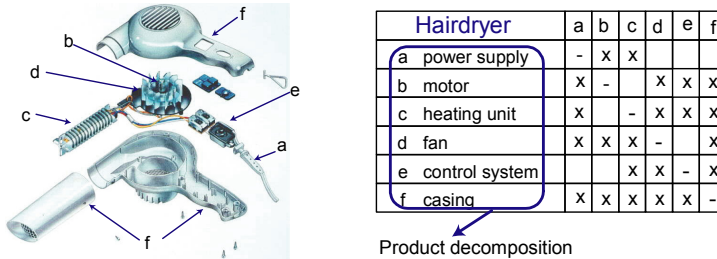 f
b
d
e
c
a
f
Hairdryer a b c d e f
a power supply - x x
b motor x - x x x
c heating unit x - x x x
d fan x x x - x
e control system x x - x
f casing x x x x x -
Product decomposition